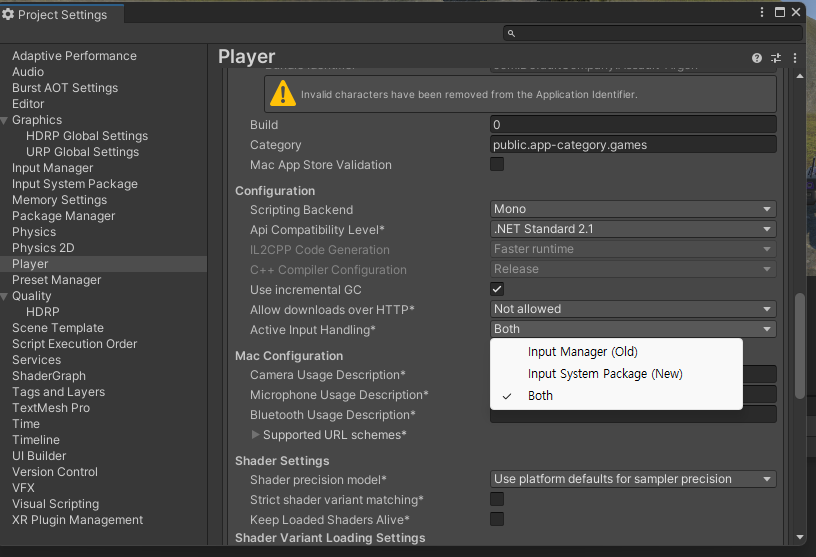 Project Settings
Adaptive Performance
Audio
Burst AOT Settings
Editor
Graphics
HDRP Global Settings
URP Global Settings
Input Manager
Input System Package
Memory Settings
Package Manager
Physics
Physics 2D
Player
Preset Manager
Quality
HDRP
Scene Template
Script Execution Order
Services
ShaderGraph
Tags and Layers
TextMesh Pro
Time
Timeline
UI Builder
Version Control
VFX
Visual Scripting
XR Plugin Management
Player
Invalid characters have been removed from the Application Identifier.
Build 0
Category public.app-category.games
Mac App Store Validation
Configuration
Scripting Backend Mono
Api Compatibility Level* .NET Standard 2.1
IL2CPP Code Generation Faster runtime
C++ Compiler Configuration Release
Use incremental GC
Allow downloads over HTTP* Not allowed
Active Input Handling* Both
Input Manager (Old)
Input System Package (New)
Both
Mac Configuration
Camera Usage Description*
Microphone Usage Description*
Bluetooth Usage Description*
Supported URL schemes*
Shader Settings
Shader precision model* Use platform defaults for sampler precision
Strict shader variant matching*
Keep Loaded Shaders Alive*
Shader Variant Loading Settings